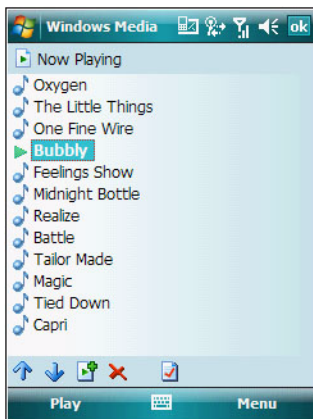 Windows Media ok
Now Playing
Oxygen
The Little Things
One Fine Wire
Bubbly
Feelings Show
Midnight Bottle
Realize
Battle
Tailor Made
Magic
Tied Down
Capri
Play Menu